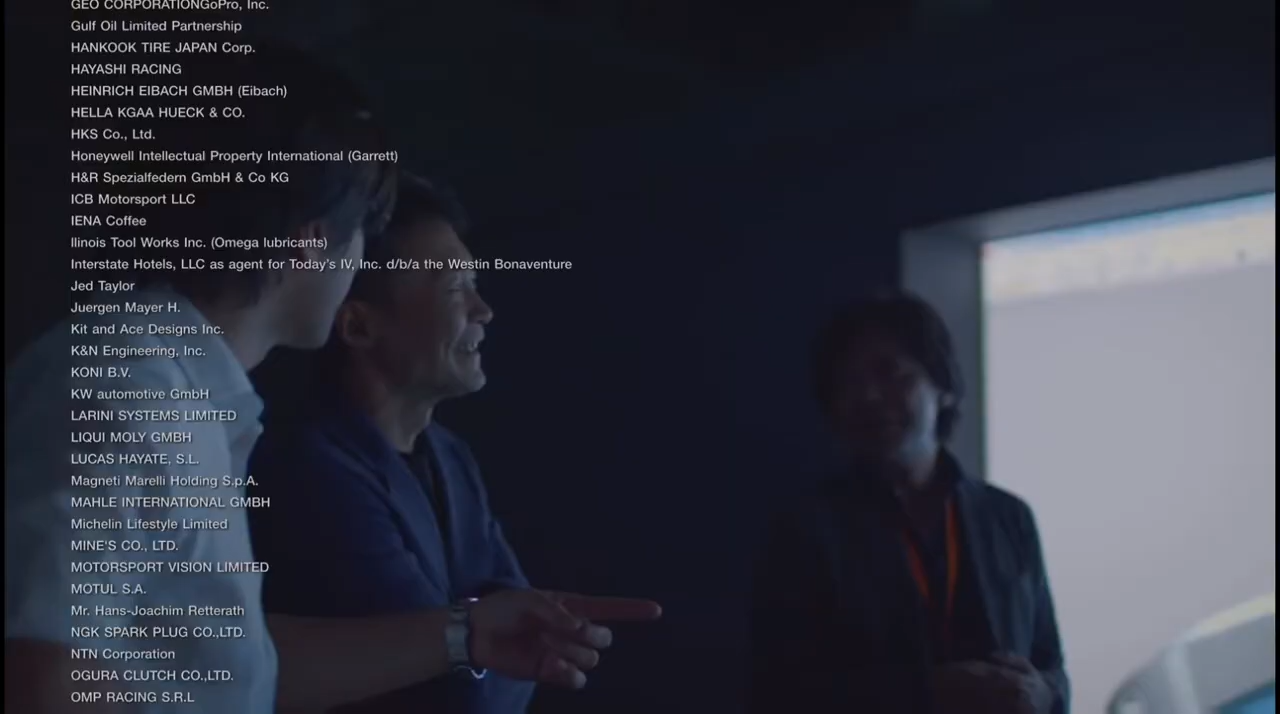 GEO CORPORATIONGoPro, Inc.
Gulf Oil Limited Partnership
HANKOOK TIRE JAPAN Corp.
HAYASHI RACING
HEINRICH EIBACH GMBH (Eibach)
HELLA KGAA HUECK & CO.
HKS Co., Ltd.
Honeywell Intellectual Property International (Garrett)
H&R Spezialfedern GmbH & Co KG
ICB Motorsport LLC
IENA Coffee
Ilinois Tool Works Inc. (Omega lubricants)
Interstate Hotels, LLC as agent for Today's IV, Inc. d/b/a the Westin Bonaventure
Jed Taylor
Juergen Mayer H.
Kit and Ace Designs Inc.
K&N Engineering, Inc.
KONI B.V.
KW automotive GmbH
LARINI SYSTEMS LIMITED
LIQUI MOLY GMBH
LUCAS HAYATE, S.L.
Magneti Marelli Holding S.p.A.
MAHLE INTERNATIONAL GMBH
Michelin Lifestyle Limited
MINE'S CO., LTD.
MOTORSPORT VISION LIMITED
MOTUL S.A.
Mr. Hans-Joachim Retterath
NGK SPARK PLUG CO.,LTD.
NTN Corporation
OGURA CLUTCH CO.,LTD.
OMP RACING S.R.L